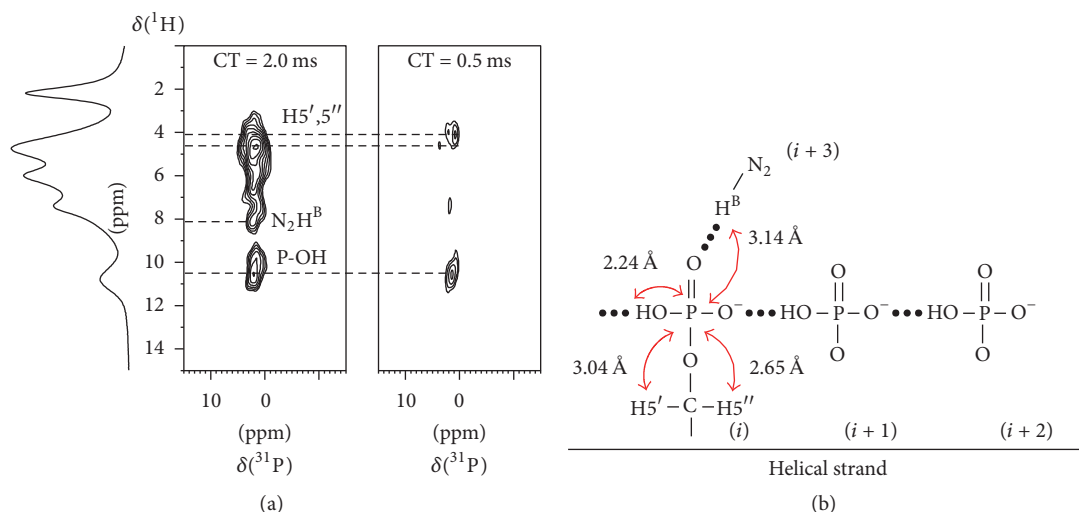 δ(¹H)
CT = 2.0 ms
CT = 0.5 ms
2
4
6
8
10
12
14
(ppm)
H5′,5″
N₂Hᴮ
P-OH
10 0
10 0
(ppm)
(ppm)
δ(³¹P)
δ(³¹P)
(a)
N₂ (i + 3)
Hᴮ
3.14 Å
2.24 Å
O O O
•••HO–P–O⁻•••HO–P–O⁻•••HO–P–O⁻
O O O
3.04 Å
2.65 Å
H5′–C–H5″
(i) (i + 1) (i + 2)
Helical strand
(b)